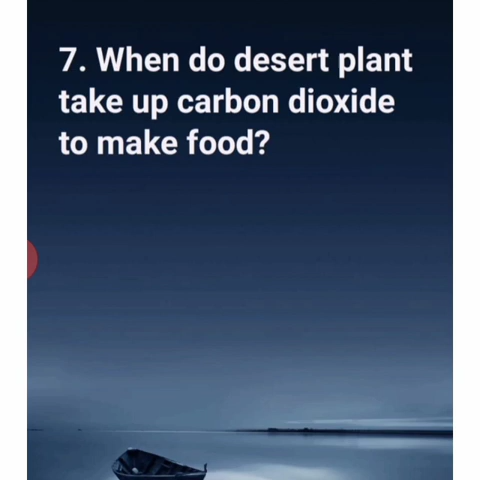 7. When do desert plant
take up carbon dioxide
to make food?